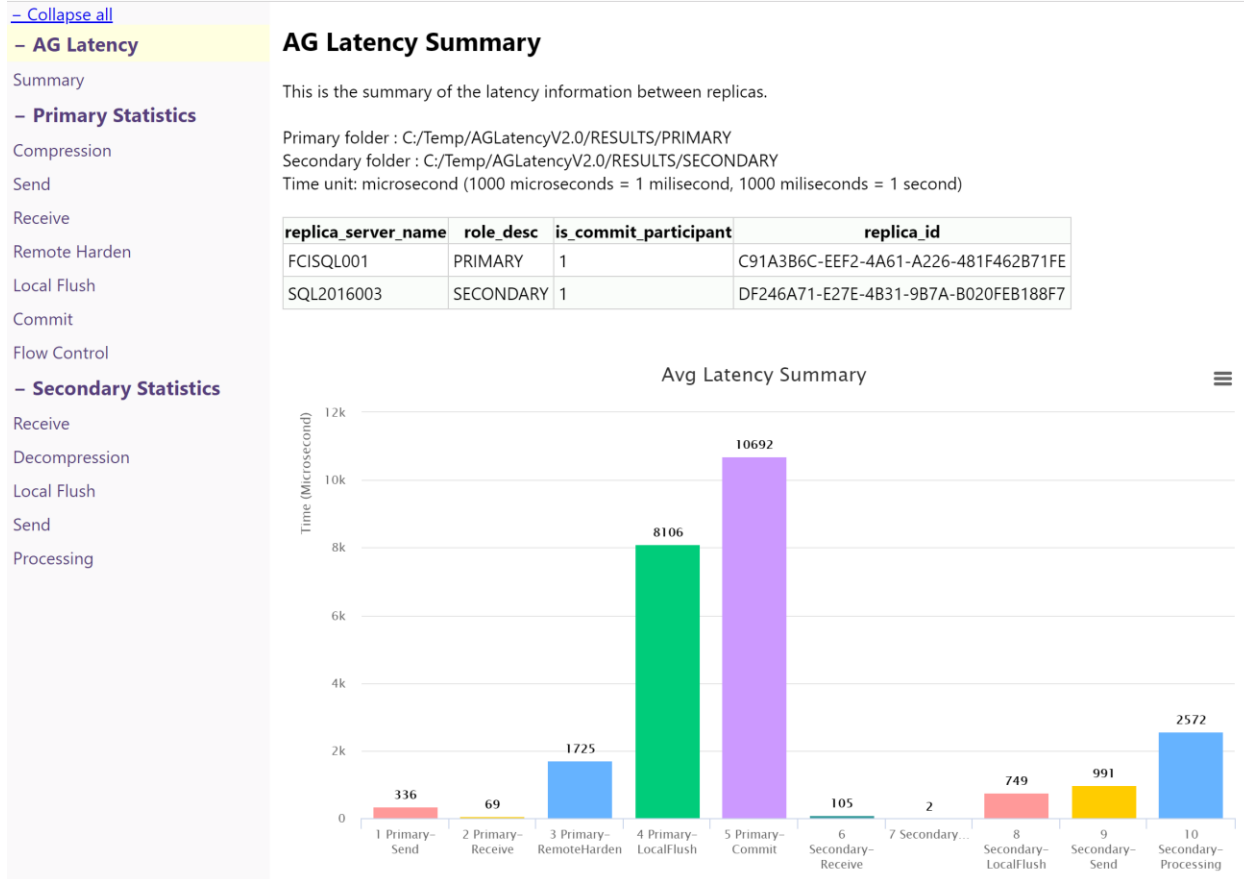 – Collapse all
– AG Latency
Summary
– Primary Statistics
Compression
Send
Receive
Remote Harden
Local Flush
Commit
Flow Control
– Secondary Statistics
Receive
Decompression
Local Flush
Send
Processing
AG Latency Summary
This is the summary of the latency information between replicas.
Primary folder : C:/Temp/AGLatencyV2.0/RESULTS/PRIMARY
Secondary folder : C:/Temp/AGLatencyV2.0/RESULTS/SECONDARY
Time unit: microsecond (1000 microseconds = 1 milisecond, 1000 miliseconds = 1 second)
replica_server_name role_desc is_commit_participant replica_id
FCISQL001 PRIMARY 1 C91A3B6C-EEF2-4A61-A226-481F462B71FE
SQL2016003 SECONDARY 1 DF246A71-E27E-4B31-9B7A-B020FEB188F7
Avg Latency Summary
Time (Microsecond)
12k
10k
8k
6k
4k
2k
0
336
69
1725
8106
10692
105
2
749
991
2572
1 Primary-
Send
2 Primary-
Receive
3 Primary-
RemoteHarden
4 Primary-
LocalFlush
5 Primary-
Commit
6
Secondary-
Receive
7 Secondary...
8
Secondary-
LocalFlush
9
Secondary-
Send
10
Secondary-
Processing